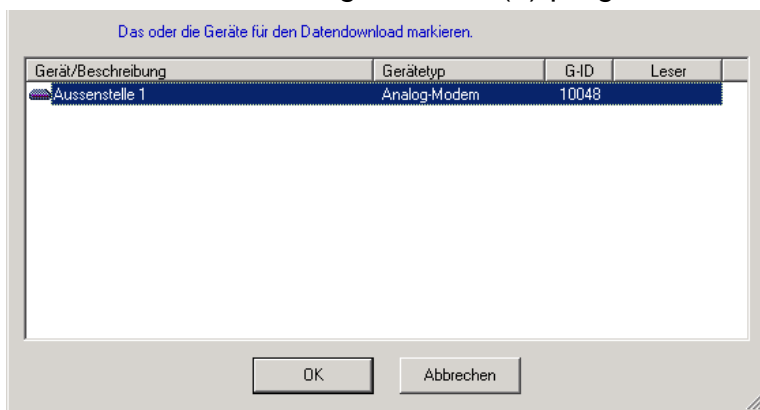 Das oder die Geräte für den Datendownload markieren.
Gerät/Beschreibung Gerätetyp G-ID Leser
Aussenstelle 1 Analog-Modem 10048
OK Abbrechen